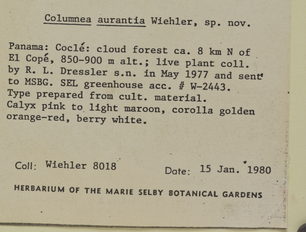 Columnea aurantia Wiehler, sp. nov.
Panama: Coclé: cloud forest ca. 8 km N of
El Copé, 850-900 m alt.; live plant coll.
by R. L. Dressler s.n. in May 1977 and sent
to MSBG. SEL greenhouse acc. # W-2443.
Type prepared from cult. material.
Calyx pink to light maroon, corolla golden
orange-red, berry white.
Coll: Wiehler 8018 Date: 15 Jan. 1980
HERBARIUM OF THE MARIE SELBY BOTANICAL GARDENS